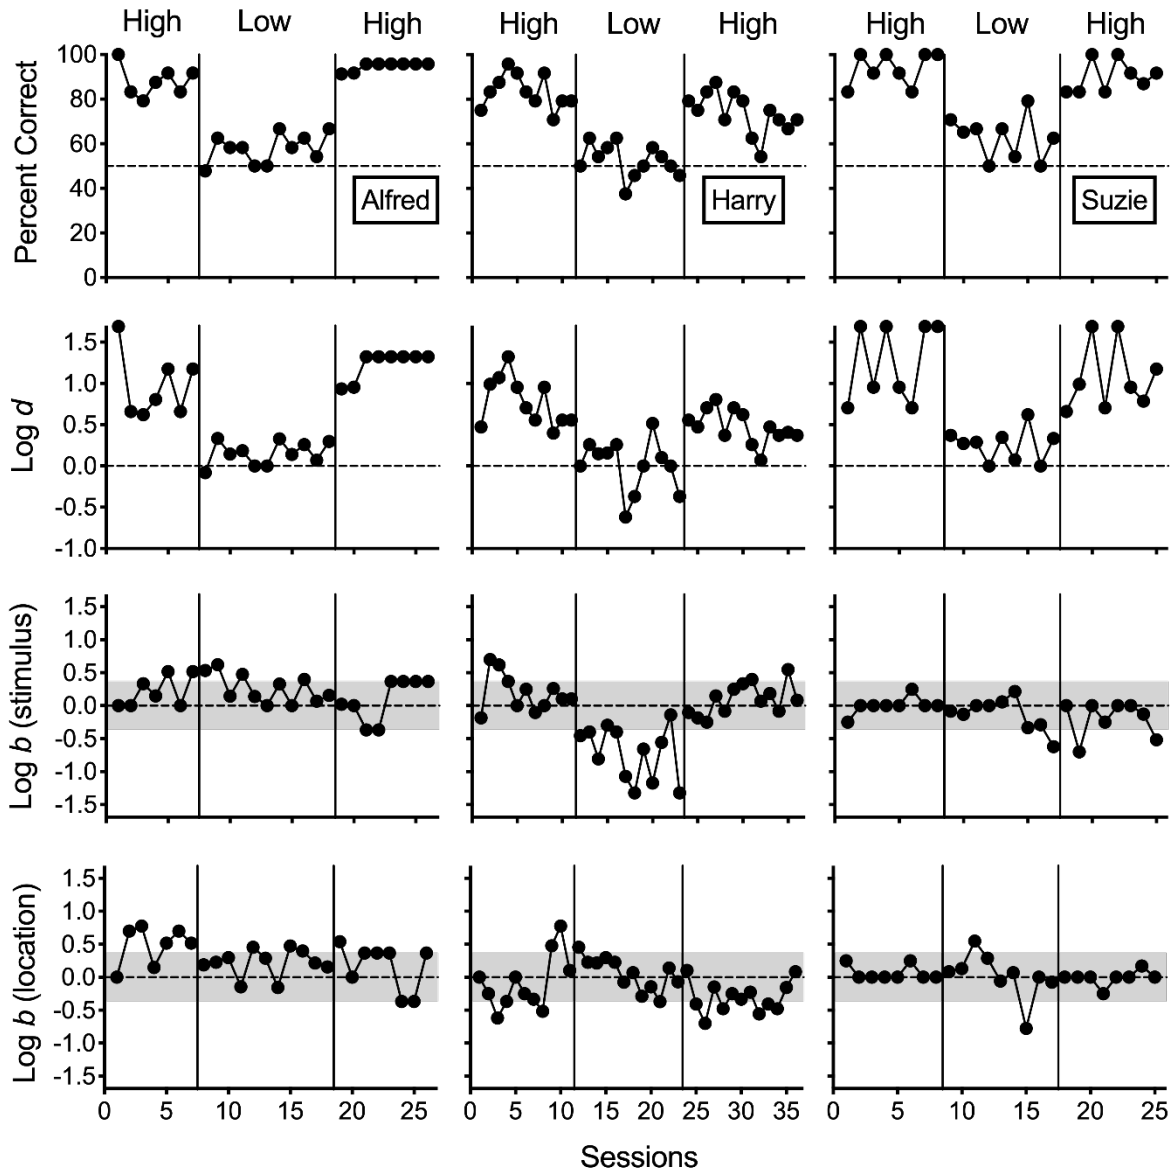 High Low High High Low High High Low High
Percent Correct
100
80
60
40
20
0
Alfred
Harry
Suzie
Log d
1.5
1.0
0.5
0.0
-0.5
-1.0
Log b (stimulus)
1.5
1.0
0.5
0.0
-0.5
-1.0
-1.5
Log b (location)
1.5
1.0
0.5
0.0
-0.5
-1.0
-1.5
0 5 10 15 20 25 0 5 10 15 20 25 30 35 0 5 10 15 20 25
Sessions